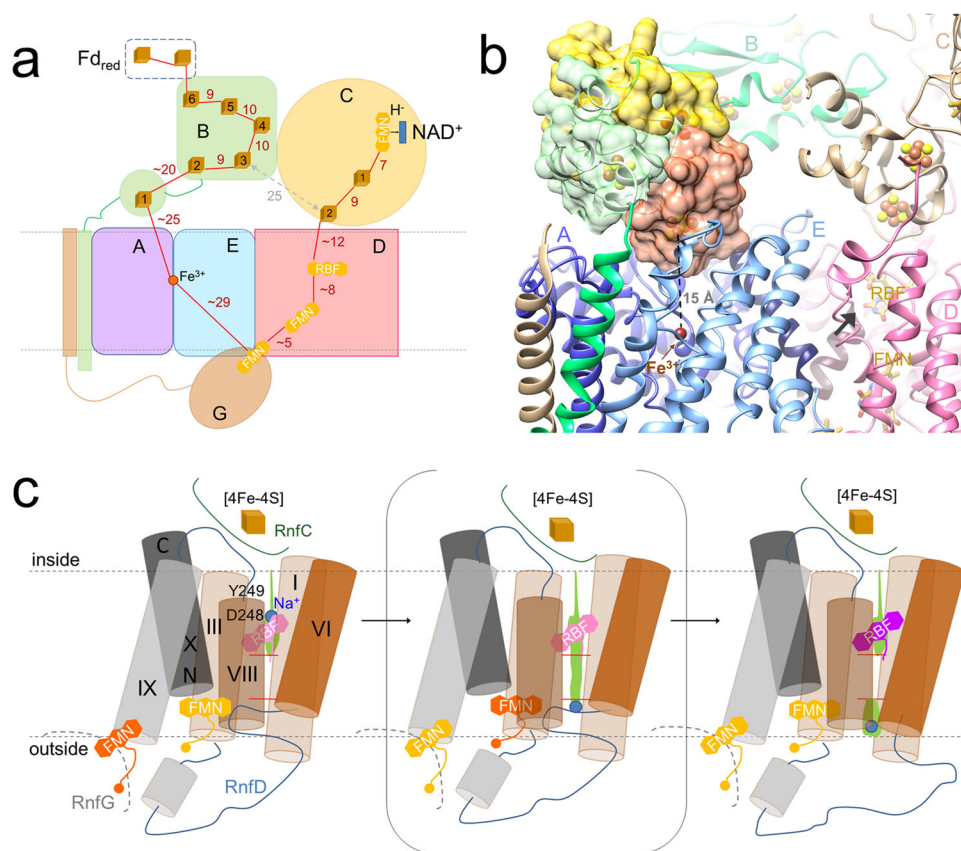 a
Fd red
6
9
5
10
4
10
B
2
9
3
~20
1
~25
25
C
H-
FMN
NAD+
7
1
9
2
~12
A
E
D
Fe3+
RBF
~8
~29
FMN
~5
FMN
G
b
B
C
A
E
15 Å
Fe3+
RBF
D
FMN
c
[4Fe-4S]
RnfC
inside
C
Y249
I
Na+
D248
III
RBF
VI
X
VIII
N
IX
FMN
outside
FMN
RnfG
RnfD
[4Fe-4S]
RBF
FMN
FMN
[4Fe-4S]
RBF
FMN
FMN